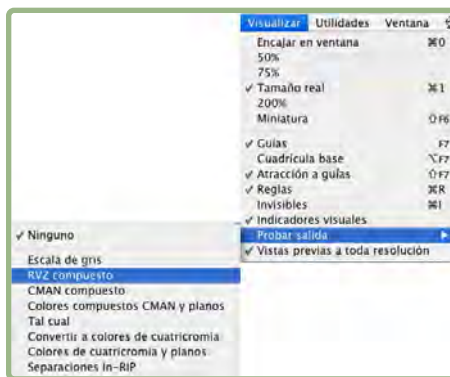 Visualizar Utilidades Ventana
Encajar en ventana ⌘0
50%
75%
✓ Tamaño real ⌘1
200%
Miniatura ⇧F6
✓ Guías F7
Cuadrícula base ⌥F7
✓ Atracción a guías ⇧F7
✓ Reglas ⌘R
Invisibles ⌘I
✓ Indicadores visuales
Probar salida ▶
✓ Vistas previas a toda resolución
✓ Ninguno
Escala de gris
RVZ compuesto
CMAN compuesto
Colores compuestos CMAN y planos
Tal cual
Convertir a colores de cuatricromía
Colores de cuatricromía y planos
Separaciones In-RIP